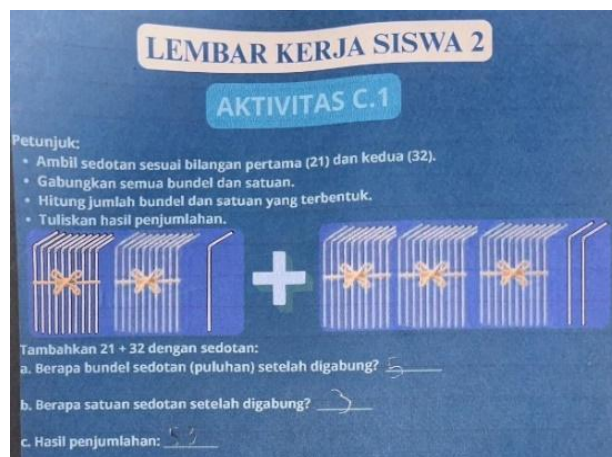 LEMBAR KERJA SISWA 2
AKTIVITAS C.1
Petunjuk:
• Ambil sedotan sesuai bilangan pertama (21) dan kedua (32).
• Gabungkan semua bundel dan satuan.
• Hitung jumlah bundel dan satuan yang terbentuk.
• Tuliskan hasil penjumlahan.
+
Tambahkan 21 + 32 dengan sedotan:
a. Berapa bundel sedotan (puluhan) setelah digabung? 5
b. Berapa satuan sedotan setelah digabung? 3
c. Hasil penjumlahan: 53